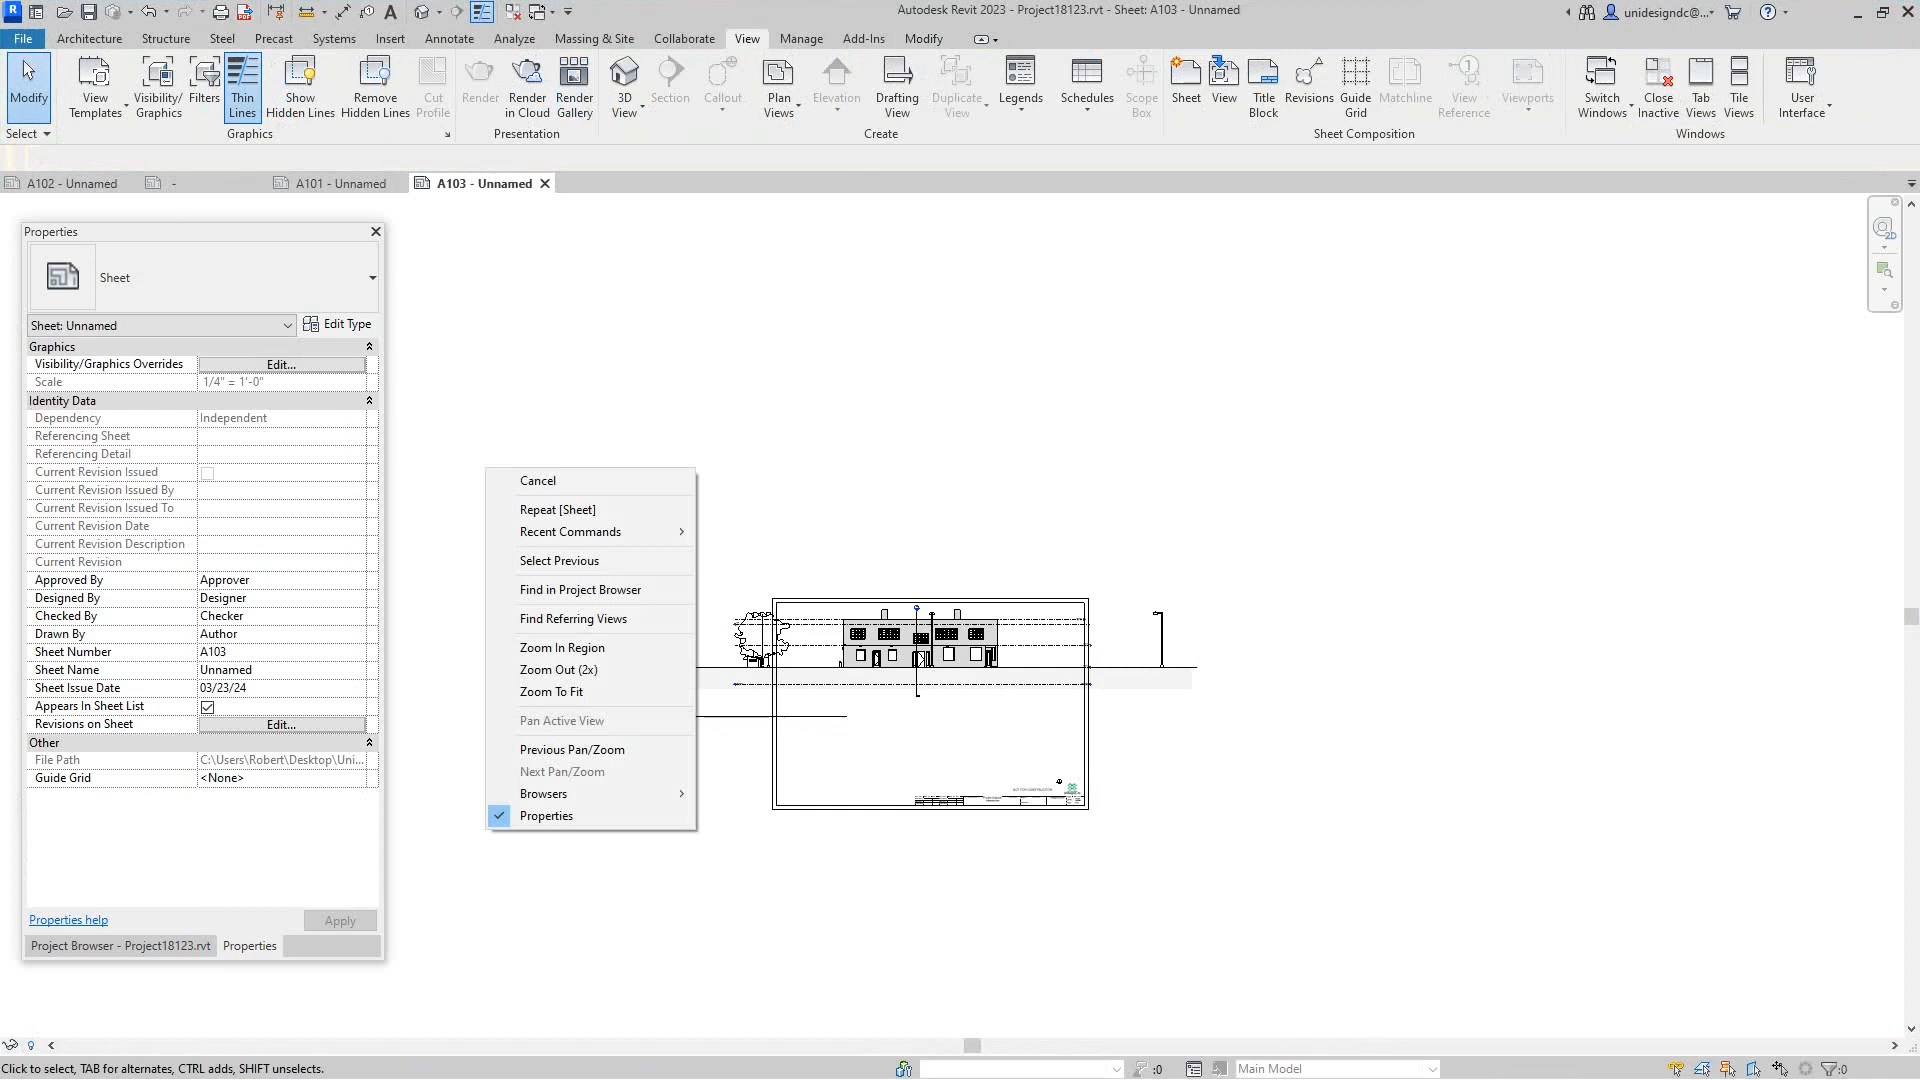 Autodesk Revit 2023 - Project18123.rvt - Sheet: A103 - Unnamed
unidesigndc@...
File Architecture Structure Steel Precast Systems Insert Annotate Analyze Massing & Site Collaborate View Manage Add-Ins Modify
Modify
View Templates
Visibility/ Graphics
Filters
Thin Lines
Show Hidden Lines
Remove Hidden Lines
Cut Profile
Render
Render in Cloud
Render Gallery
3D View
Section
Callout
Plan Views
Elevation
Drafting View
Duplicate View
Legends
Schedules
Scope Box
Sheet
View
Title Block
Revisions
Guide Grid
Matchline
View Reference
Viewports
Switch Windows
Close Inactive
Tab Views
Tile Views
User Interface
Select Graphics Presentation Create Sheet Composition Windows
A102 - Unnamed - A101 - Unnamed A103 - Unnamed
Properties
Sheet
Sheet: Unnamed Edit Type
Graphics
Visibility/Graphics Overrides Edit...
Scale 1/4" = 1'-0"
Identity Data
Dependency Independent
Referencing Sheet
Referencing Detail
Current Revision Issued
Current Revision Issued By
Current Revision Issued To
Current Revision Date
Current Revision Description
Current Revision
Approved By Approver
Designed By Designer
Checked By Checker
Drawn By Author
Sheet Number A103
Sheet Name Unnamed
Sheet Issue Date 03/23/24
Appears In Sheet List
Revisions on Sheet Edit...
Other
File Path C:\Users\Robert\Desktop\Uni...
Guide Grid <None>
Properties help Apply
Project Browser - Project18123.rvt Properties
Cancel
Repeat [Sheet]
Recent Commands
Select Previous
Find in Project Browser
Find Referring Views
Zoom In Region
Zoom Out (2x)
Zoom To Fit
Pan Active View
Previous Pan/Zoom
Next Pan/Zoom
Browsers
Properties
NOT FOR CONSTRUCTION
Click to select, TAB for alternates, CTRL adds, SHIFT unselects.
:0
Main Model
:0